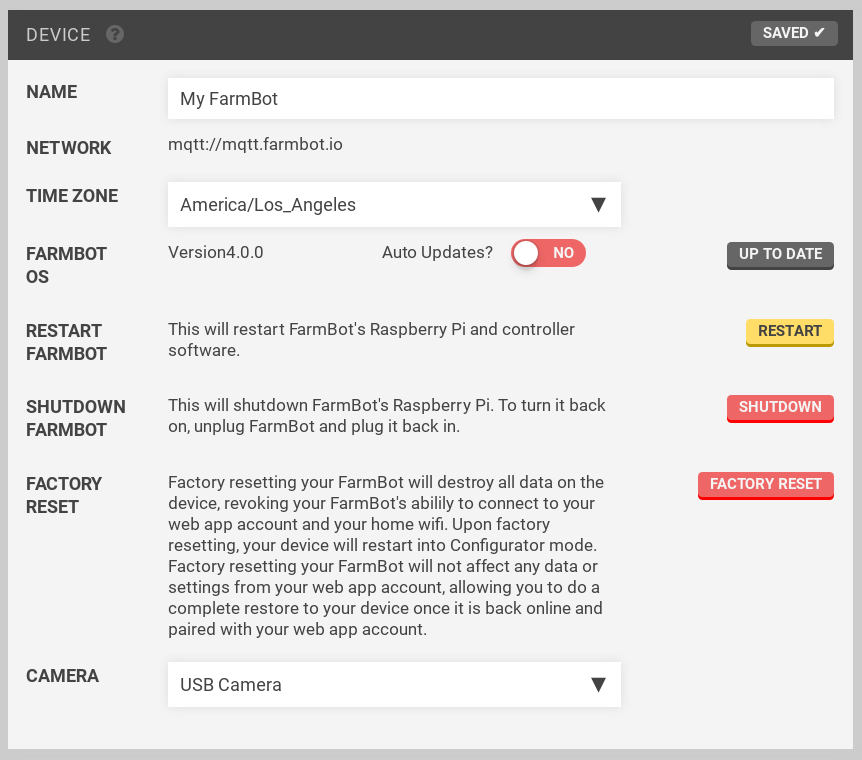 DEVICE ?
SAVED ✔
NAME
My FarmBot
NETWORK
mqtt://mqtt.farmbot.io
TIME ZONE
America/Los_Angeles ▼
FARMBOT
OS
Version4.0.0
Auto Updates?
NO
UP TO DATE
RESTART
FARMBOT
This will restart FarmBot's Raspberry Pi and controller
software.
RESTART
SHUTDOWN
FARMBOT
This will shutdown FarmBot's Raspberry Pi. To turn it back
on, unplug FarmBot and plug it back in.
SHUTDOWN
FACTORY
RESET
Factory resetting your FarmBot will destroy all data on the
device, revoking your FarmBot's abilily to connect to your
web app account and your home wifi. Upon factory
resetting, your device will restart into Configurator mode.
Factory resetting your FarmBot will not affect any data or
settings from your web app account, allowing you to do a
complete restore to your device once it is back online and
paired with your web app account.
FACTORY RESET
CAMERA
USB Camera ▼